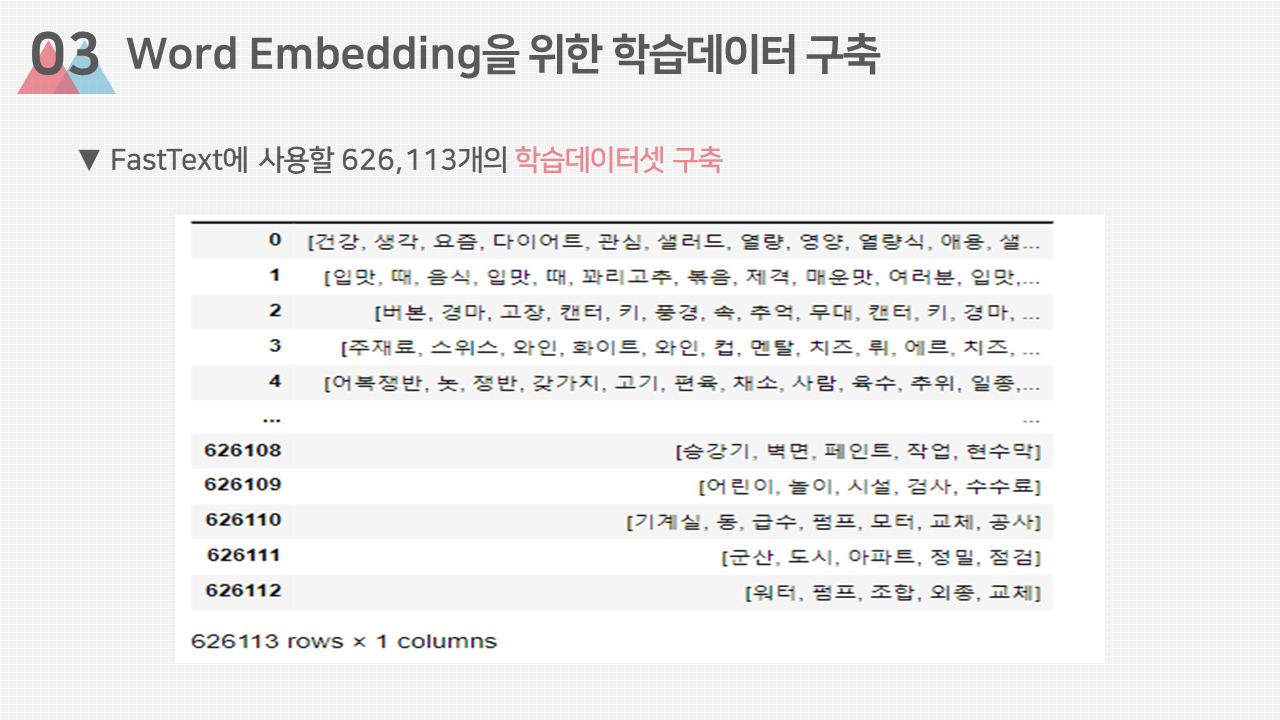 03 Word Embedding을 위한 학습데이터 구축
▼ FastText에 사용할 626,113개의 학습데이터셋 구축
0 [건강, 생각, 요즘, 다이어트, 관심, 샐러드, 열량, 영양, 열량식, 애용, 샐...
1 [입맛, 때, 음식, 입맛, 때, 꽈리고추, 볶음, 제격, 매운맛, 여러분, 입맛,...
2 [버본, 경마, 고장, 캔터, 키, 풍경, 속, 추억, 무대, 캔터, 키, 경마, ...
3 [주재료, 스위스, 와인, 화이트, 와인, 컵, 멘탈, 치즈, 뤼, 에르, 치즈, ...
4 [어복쟁반, 놋, 쟁반, 갖가지, 고기, 편육, 채소, 사람, 육수, 추위, 일종,...
... ...
626108 [승강기, 벽면, 페인트, 작업, 현수막]
626109 [어린이, 놀이, 시설, 검사, 수수료]
626110 [기계실, 동, 급수, 펌프, 모터, 교체, 공사]
626111 [군산, 도시, 아파트, 정밀, 점검]
626112 [워터, 펌프, 조합, 외종, 교체]
626113 rows × 1 columns